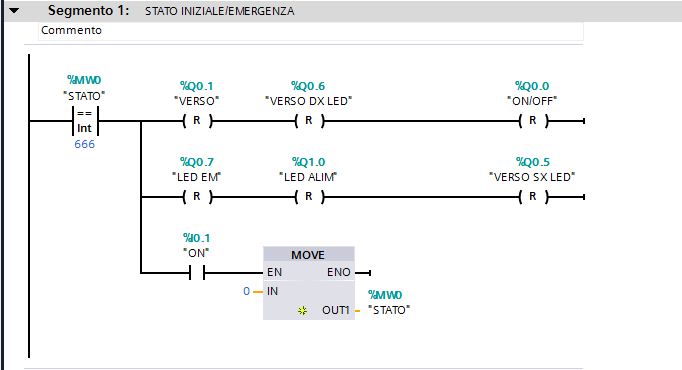 Segmento 1: STATO INIZIALE/EMERGENZA
Commento
%MW0 %Q0.1 %Q0.6 %Q0.0
"STATO" "VERSO" "VERSO DX LED" "ON/OFF"
== Int R R R
666
%Q0.7 %Q1.0 %Q0.5
"LED EM" "LED ALIM" "VERSO SX LED"
R R R
%I0.1
"ON" MOVE
EN ENO
0 IN %MW0
OUT1 "STATO"